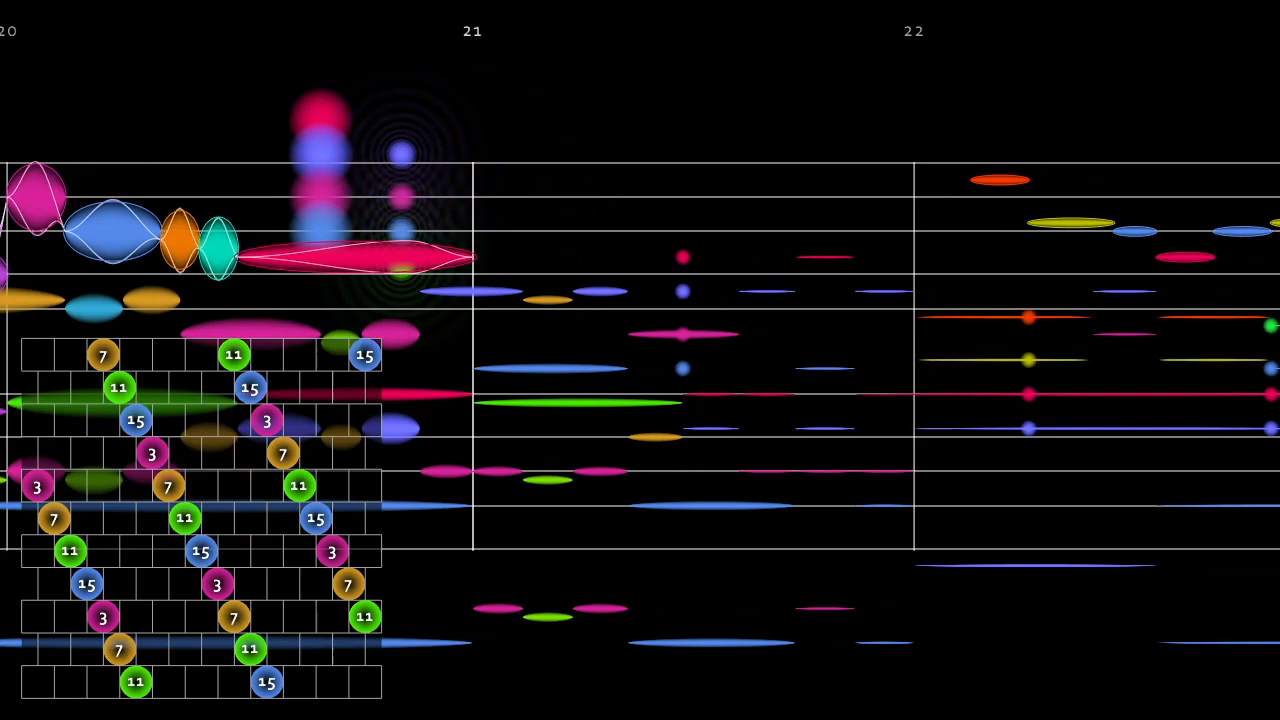 20 21 22
7 11 15
11 15
15 3
3 7
3 7 11
7 11 15
11 15 3
15 3 7
3 7 11
7 11
11 15